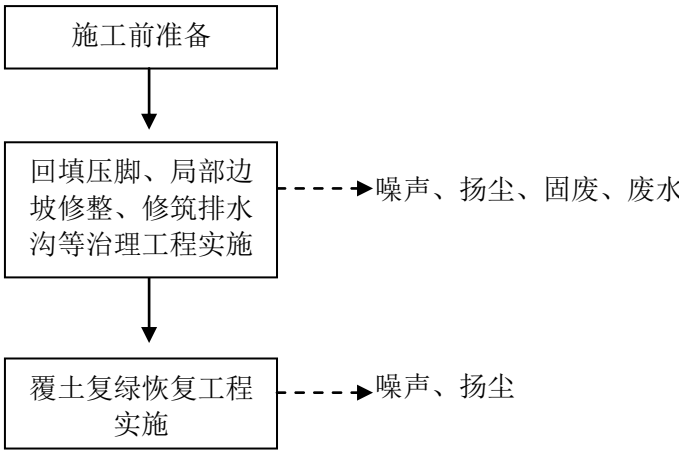 施工前准备
回填压脚、局部边
坡修整、修筑排水
沟等治理工程实施
噪声、扬尘、固废、废水
覆土复绿恢复工程
实施
噪声、扬尘